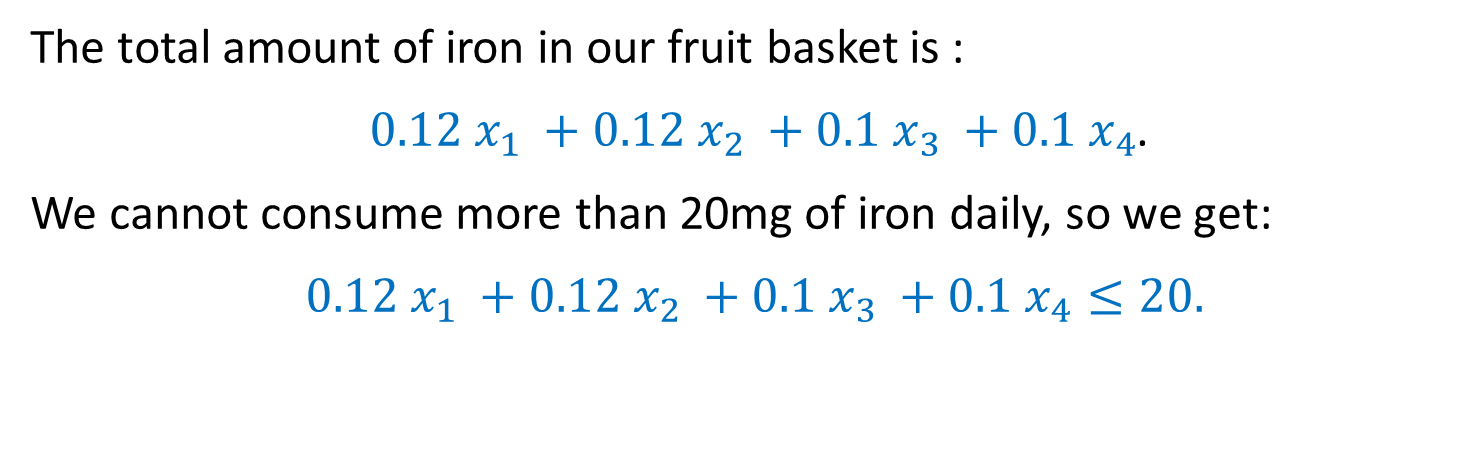 The total amount of iron in our fruit basket is :
0.12 x₁ + 0.12 x₂ + 0.1 x₃ + 0.1 x₄.
We cannot consume more than 20mg of iron daily, so we get:
0.12 x₁ + 0.12 x₂ + 0.1 x₃ + 0.1 x₄ ≤ 20.